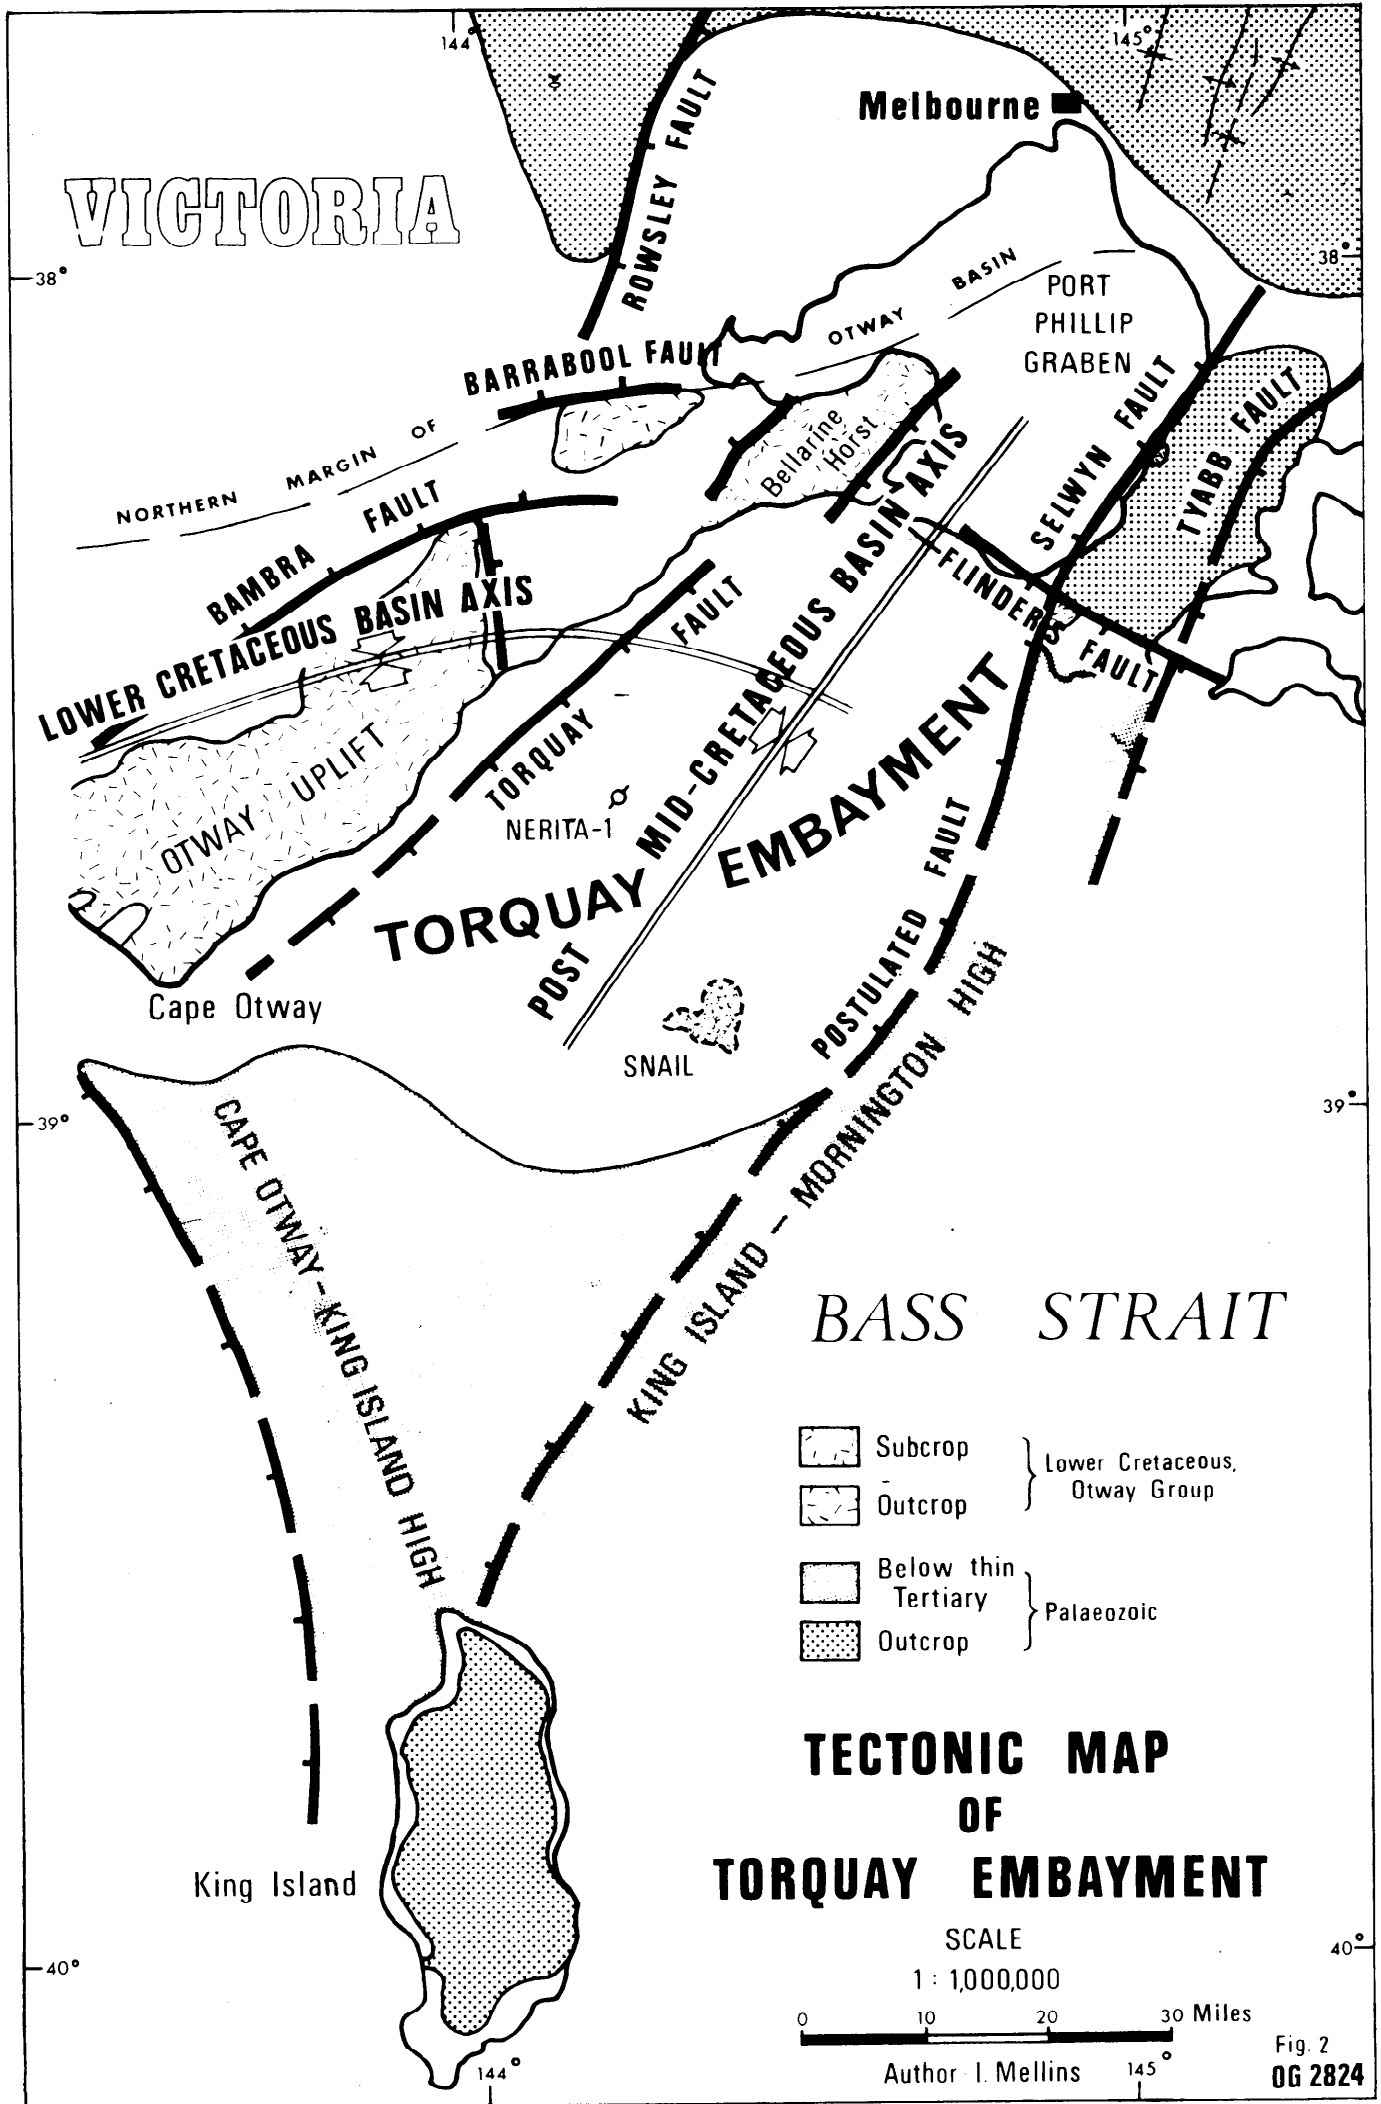 144°
145°
Melbourne
VICTORIA
ROWSLEY FAULT
38°
38°
NORTHERN MARGIN OF OTWAY BASIN
PORT
PHILLIP
GRABEN
BARRABOOL FAULT
Bellarine
Horst
SELWYN FAULT
TYABB FAULT
BAMBRA FAULT
FLINDERS FAULT
LOWER CRETACEOUS BASIN AXIS
POST MID-CRETACEOUS BASIN AXIS
TORQUAY FAULT
OTWAY UPLIFT
NERITA-1
TORQUAY EMBAYMENT
POSTULATED FAULT
Cape Otway
SNAIL
KING ISLAND - MORNINGTON HIGH
39°
39°
CAPE OTWAY - KING ISLAND HIGH
BASS STRAIT
Subcrop
Outcrop
Lower Cretaceous,
Otway Group
Below thin
Tertiary
Outcrop
Palaeozoic
TECTONIC MAP
OF
TORQUAY EMBAYMENT
King Island
SCALE
1 : 1,000,000
40°
40°
0 10 20 30 Miles
Author I. Mellins
Fig. 2
OG 2824
144°
145°